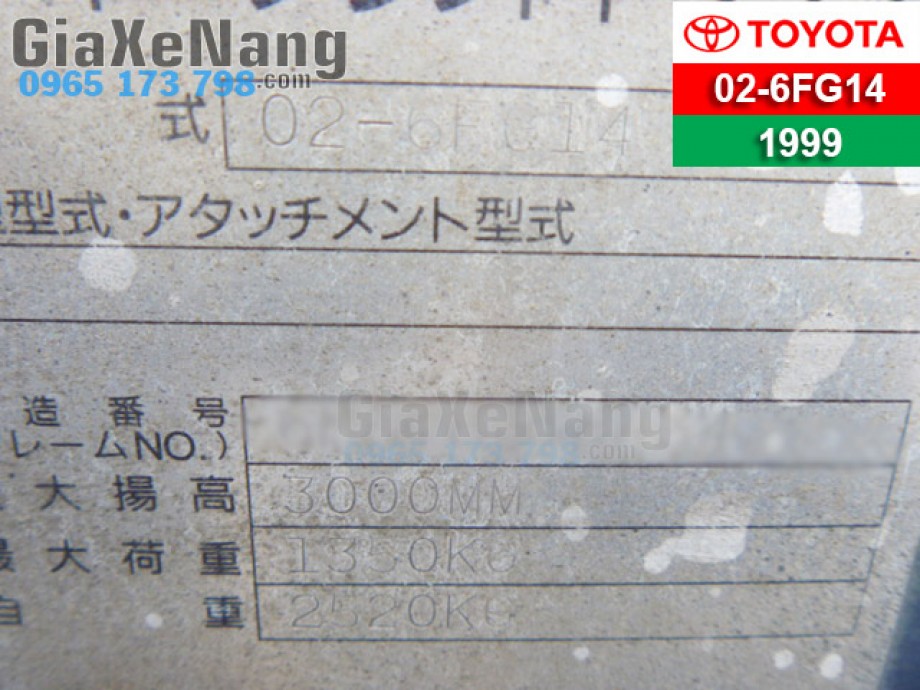 GiaXeNang
0965 173 798.com
TOYOTA
02-6FG14
1999
式 02-6FG14
型式・アタッチメント型式
造番号
レームNO.)
GiaXeNang
0965 173 798.com
大揚高 3000MM
最大荷重 1350KG
自重 2520KG